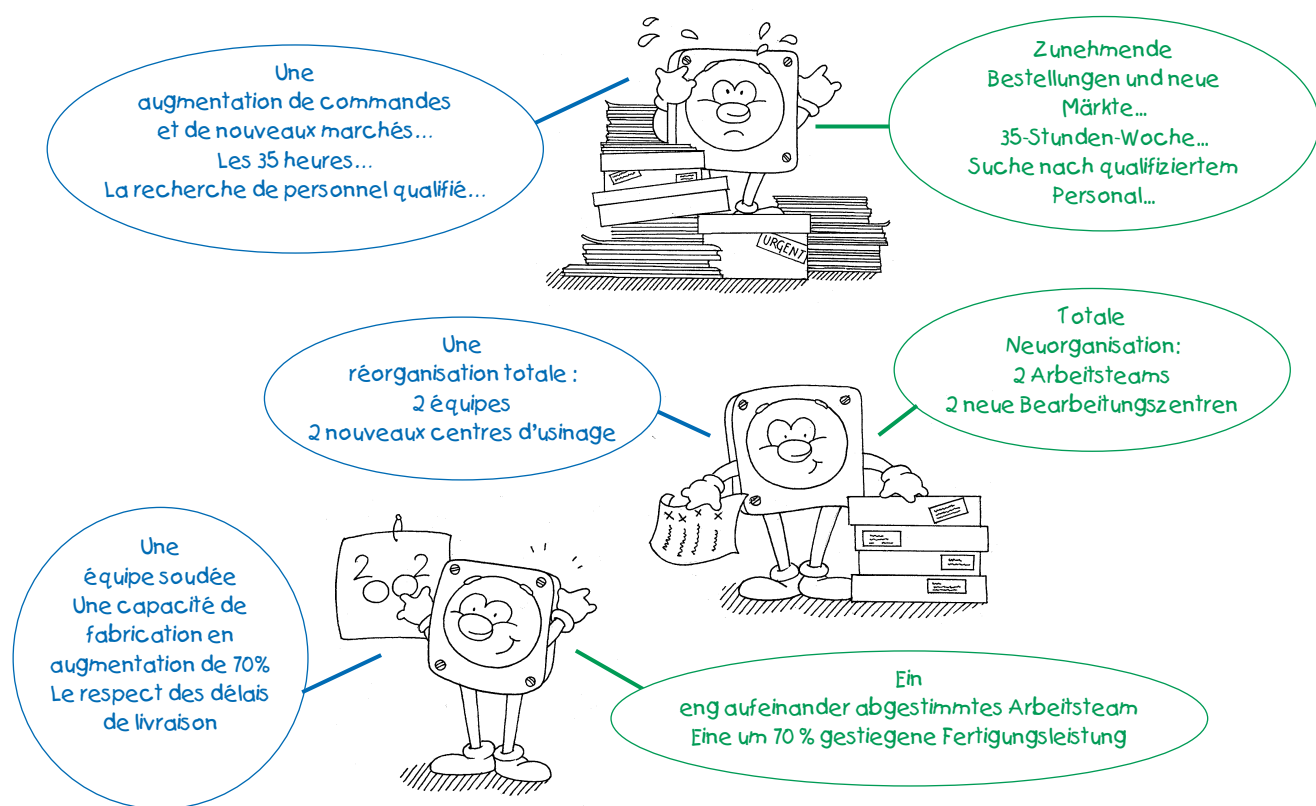 Une
augmentation de commandes
et de nouveaux marchés...
Les 35 heures...
La recherche de personnel qualifié...
Zunehmende
Bestellungen und neue
Märkte...
35-Stunden-Woche...
Suche nach qualifiziertem
Personal...
URGENT
Une
réorganisation totale :
2 équipes
2 nouveaux centres d'usinage
Totale
Neuorganisation:
2 Arbeitsteams
2 neue Bearbeitungszentren
Une
équipe soudée
Une capacité de
fabrication en
augmentation de 70%
Le respect des délais
de livraison
2002
Ein
eng aufeinander abgestimmtes Arbeitsteam
Eine um 70 % gestiegene Fertigungsleistung